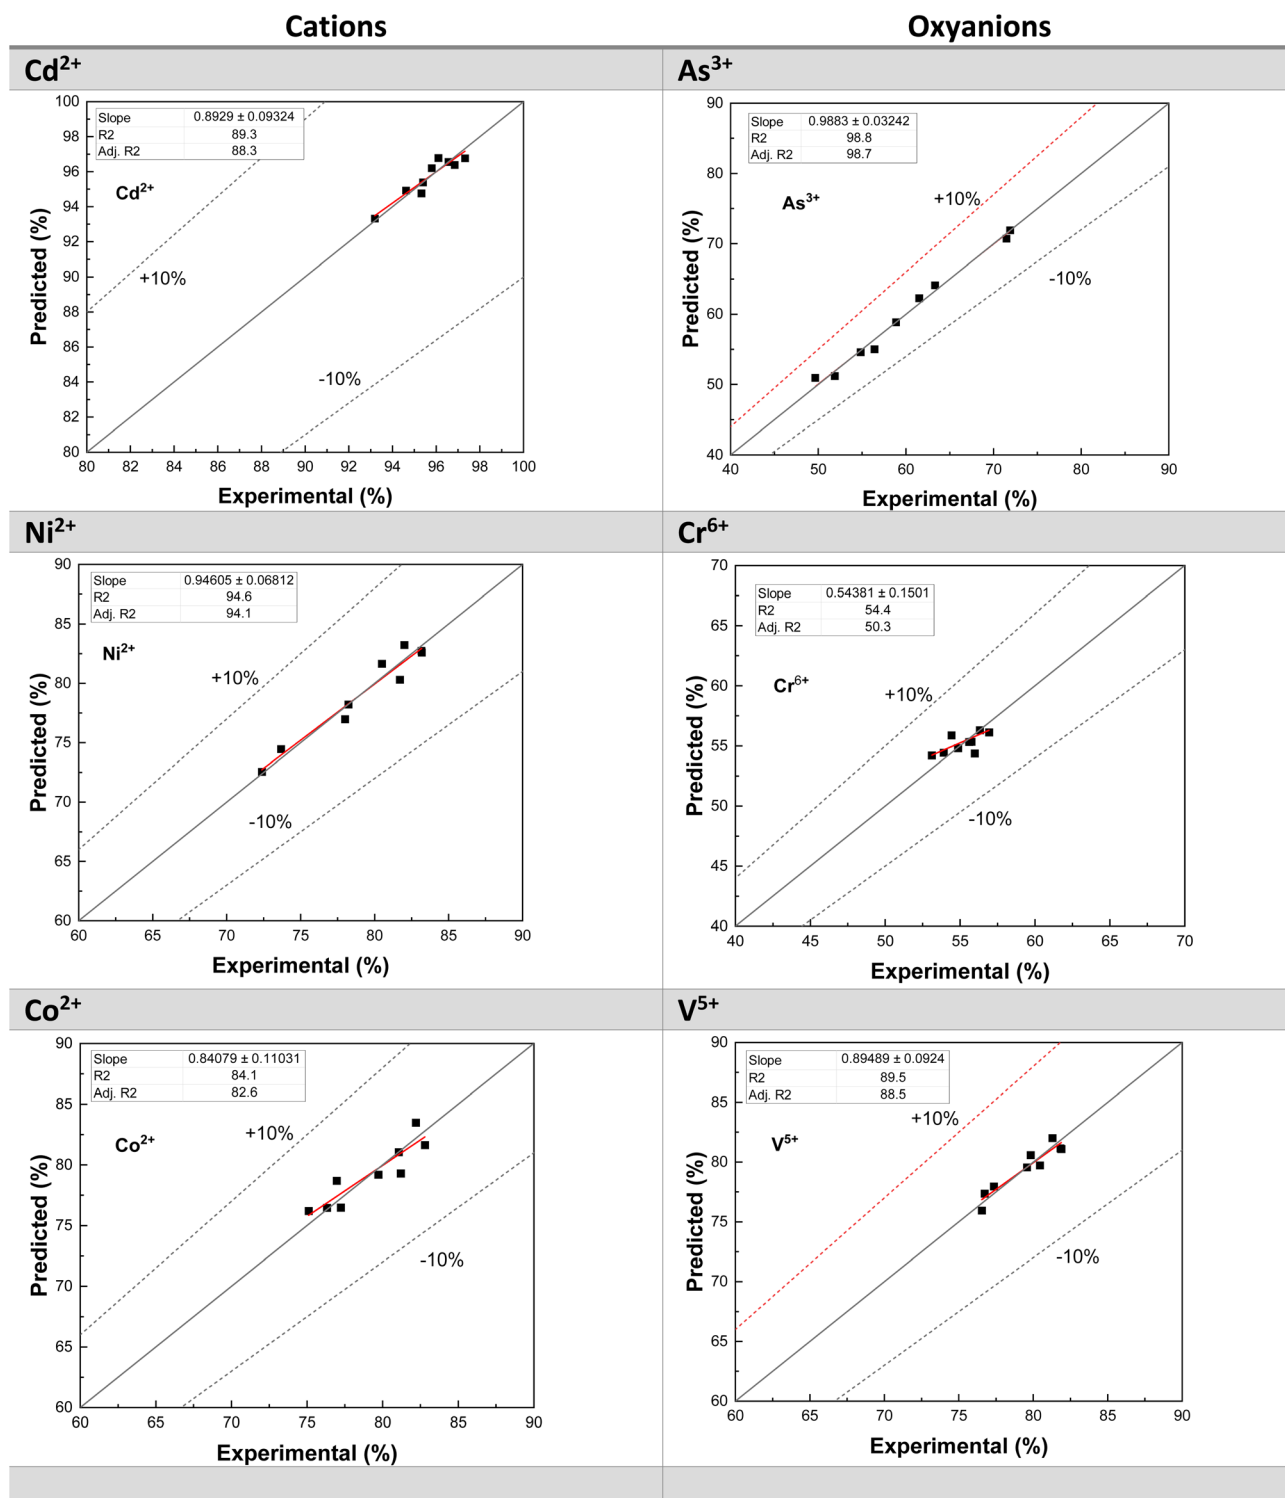 Cations
Oxyanions
Cd²⁺
As³⁺
100
98
96
94
92
90
88
86
84
82
80
Slope 0.8929 ± 0.09324
R2 89.3
Adj. R2 88.3
Cd²⁺
+10%
-10%
80 82 84 86 88 90 92 94 96 98 100
Predicted (%)
Experimental (%)
90
80
70
60
50
40
Slope 0.9883 ± 0.03242
R2 98.8
Adj. R2 98.7
As³⁺
+10%
-10%
40 50 60 70 80 90
Predicted (%)
Experimental (%)
Ni²⁺
Cr⁶⁺
90
85
80
75
70
65
60
Slope 0.94605 ± 0.06812
R2 94.6
Adj. R2 94.1
Ni²⁺
+10%
-10%
60 65 70 75 80 85 90
Predicted (%)
Experimental (%)
70
65
60
55
50
45
40
Slope 0.54381 ± 0.1501
R2 54.4
Adj. R2 50.3
Cr⁶⁺
+10%
-10%
40 45 50 55 60 65 70
Predicted (%)
Experimental (%)
Co²⁺
V⁵⁺
90
85
80
75
70
65
60
Slope 0.84079 ± 0.11031
R2 84.1
Adj. R2 82.6
Co²⁺
+10%
-10%
60 65 70 75 80 85 90
Predicted (%)
Experimental (%)
90
85
80
75
70
65
60
Slope 0.89489 ± 0.0924
R2 89.5
Adj. R2 88.5
V⁵⁺
+10%
-10%
60 65 70 75 80 85 90
Predicted (%)
Experimental (%)